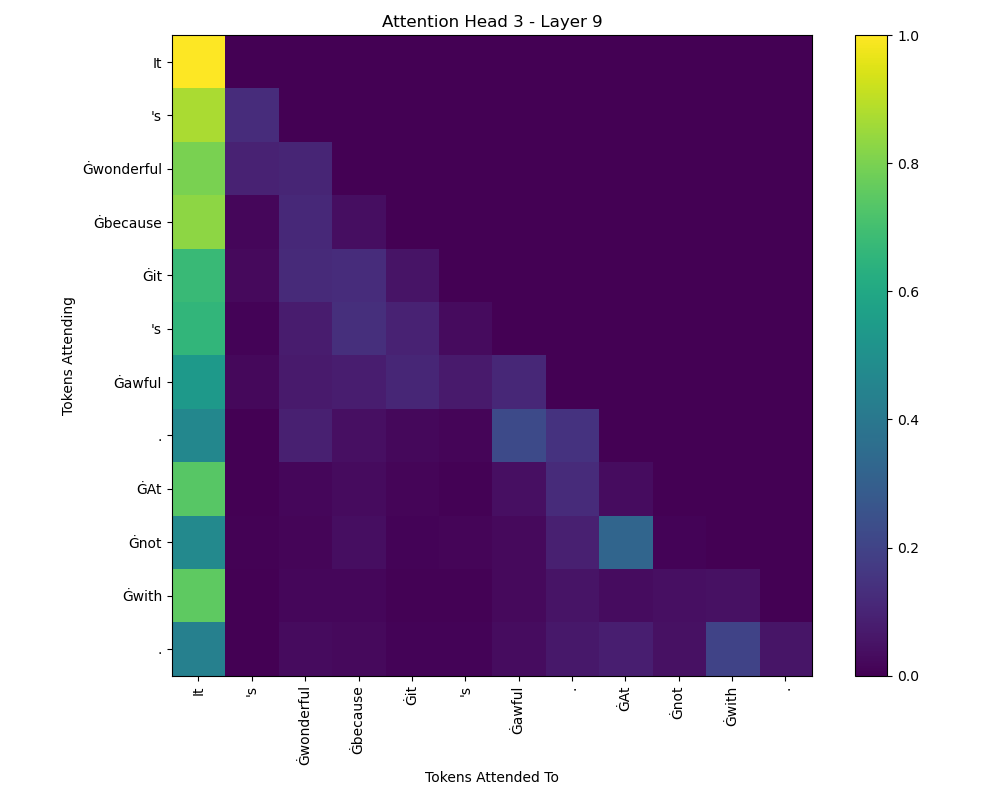 Attention Head 3 - Layer 9
Tokens Attending
It
's
Ġwonderful
Ġbecause
Ġit
's
Ġawful
.
ĠAt
Ġnot
Ġwith
.
It
's
Ġwonderful
Ġbecause
Ġit
's
Ġawful
.
ĠAt
Ġnot
Ġwith
.
Tokens Attended To
1.0
0.8
0.6
0.4
0.2
0.0